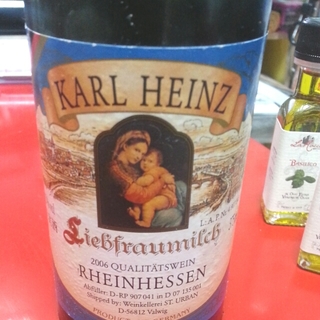 KARL HEINZ
Liebfraumilch
2006 QUALITÄTSWEIN
RHEINHESSEN
Abfüller: D-RP 907 041 in D 07 135 001
Shipped by: Weinkellerei ST. URBAN
D-56812 Valwig